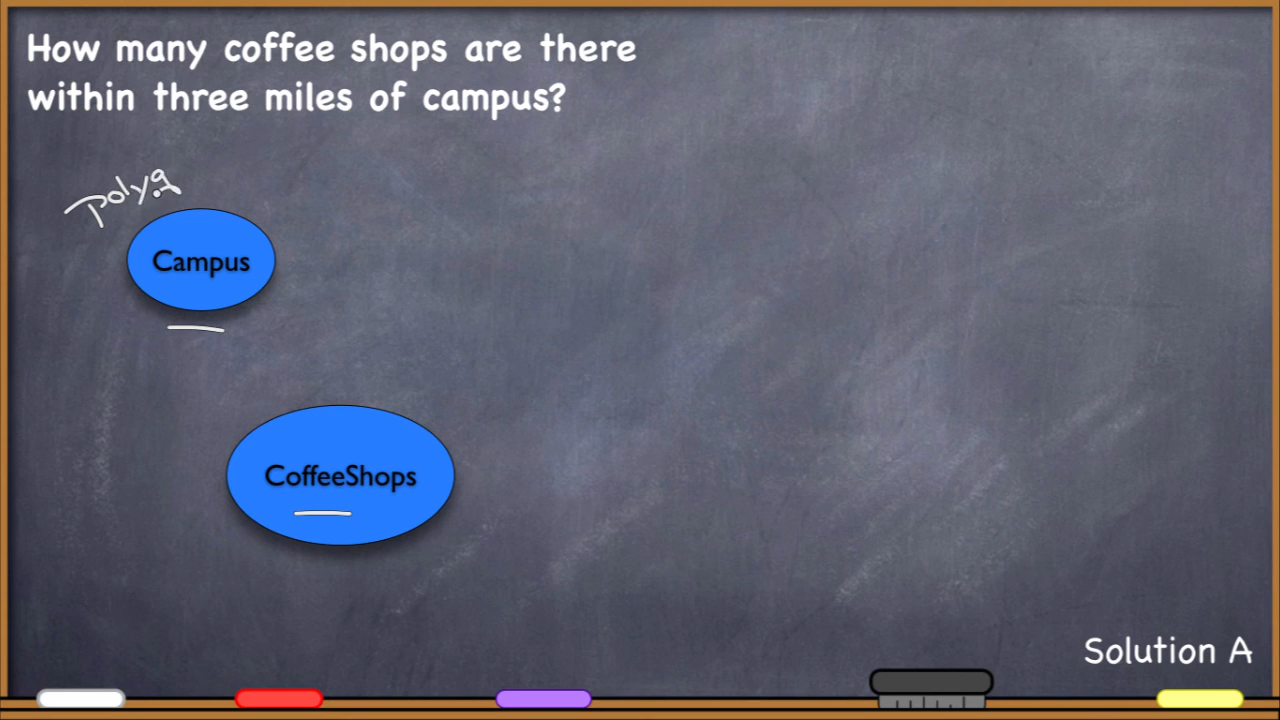 How many coffee shops are there
within three miles of campus?
polyg
Campus
CoffeeShops
Solution A